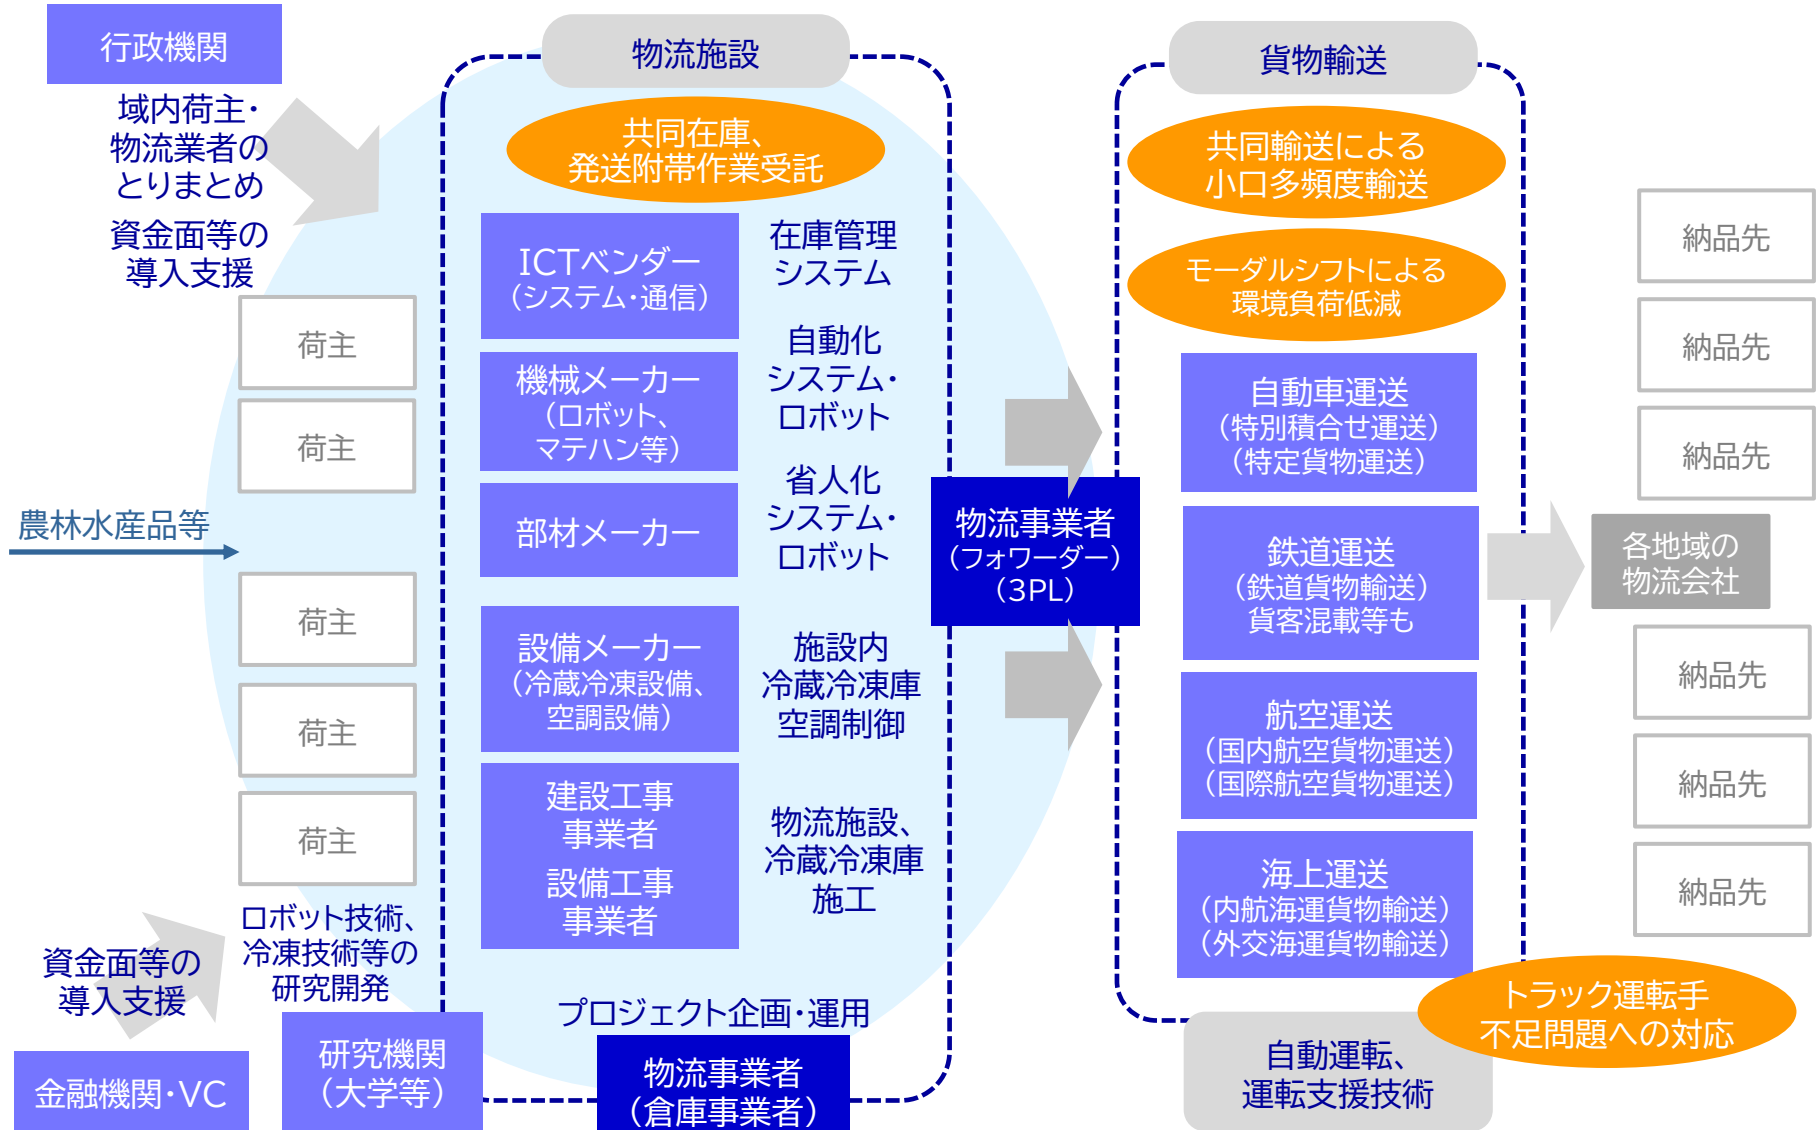 行政機関
域内荷主・
物流業者の
とりまとめ
資金面等の
導入支援
荷主
荷主
農林水産品等
荷主
荷主
荷主
ロボット技術、
冷凍技術等の
研究開発
資金面等の
導入支援
金融機関・VC
研究機関
（大学等）
物流施設
共同在庫、
発送附帯作業受託
ICTベンダー
（システム・通信）
在庫管理
システム
機械メーカー
（ロボット、
マテハン等）
自動化
システム・
ロボット
部材メーカー
省人化
システム・
ロボット
設備メーカー
（冷蔵冷凍設備、
空調設備）
施設内
冷蔵冷凍庫
空調制御
建設工事
事業者
設備工事
事業者
物流施設、
冷蔵冷凍庫
施工
プロジェクト企画・運用
物流事業者
（倉庫事業者）
物流事業者
（フォワーダー）
（3PL）
貨物輸送
共同輸送による
小口多頻度輸送
モーダルシフトによる
環境負荷低減
自動車運送
（特別積合せ運送）
（特定貨物運送）
鉄道運送
（鉄道貨物輸送）
貨客混載等も
航空運送
（国内航空貨物運送）
（国際航空貨物運送）
海上運送
（内航海運貨物輸送）
（外交海運貨物輸送）
トラック運転手
不足問題への対応
自動運転、
運転支援技術
納品先
納品先
納品先
各地域の
物流会社
納品先
納品先
納品先